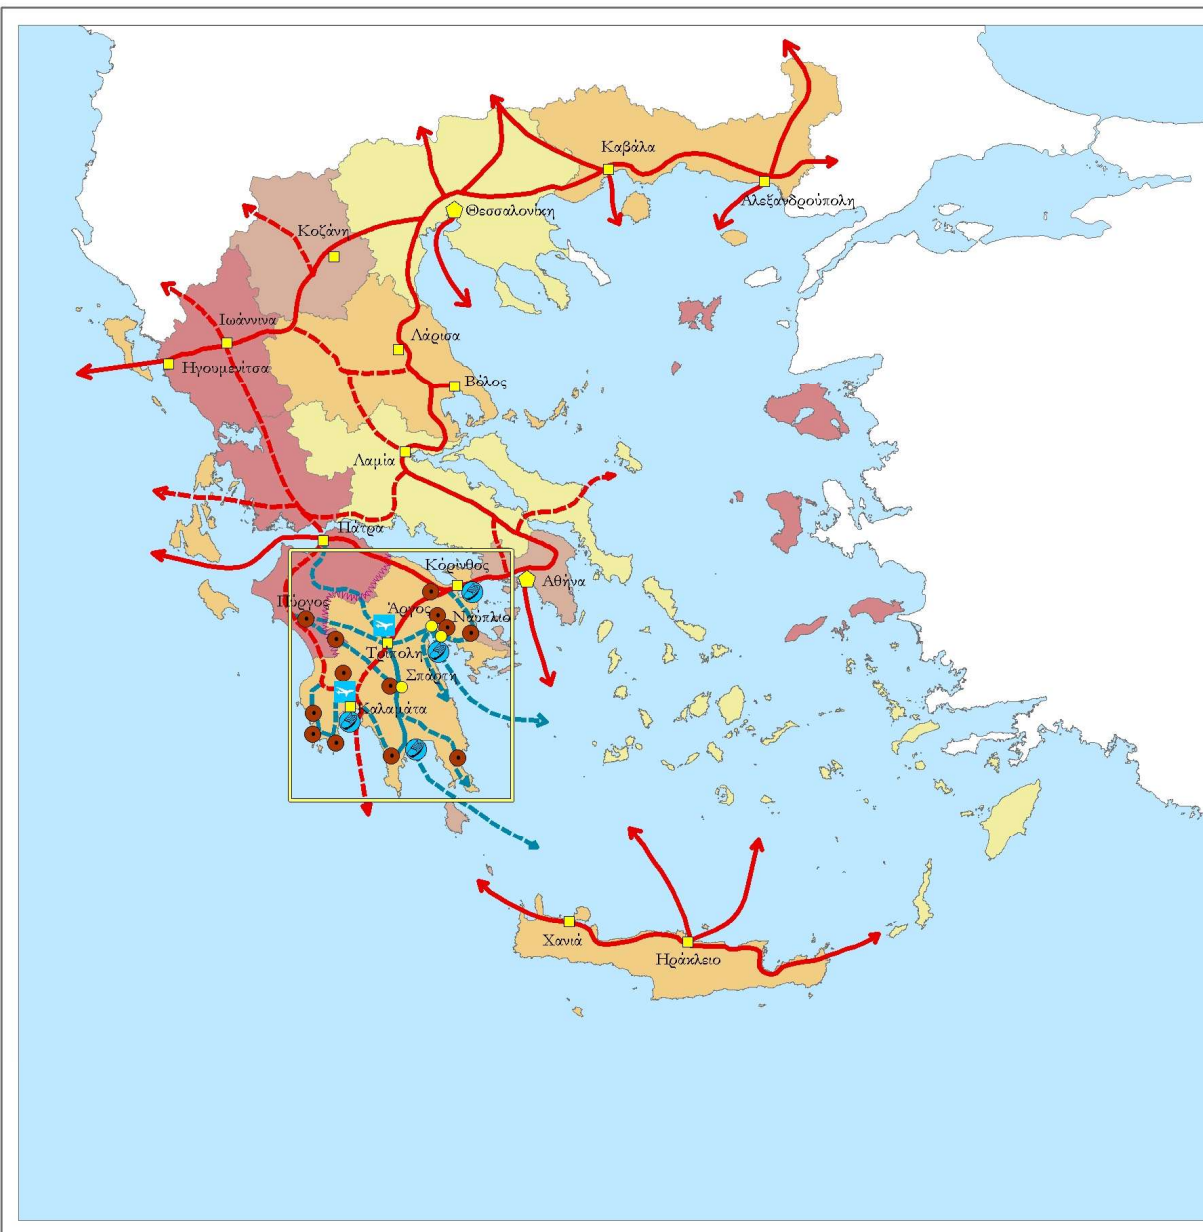 Καβάλα
Αλεξανδρούπολη
Θεσσαλονίκη
Κοζάνη
Ιωάννινα
Λάρισα
Ηγουμενίτσα
Βόλος
Λαμία
Πάτρα
Κόρινθος
Αθήνα
Πύργος
Άργος
Ναύπλιο
Τρίπολη
Σπάρτη
Καλαμάτα
Χανιά
Ηράκλειο